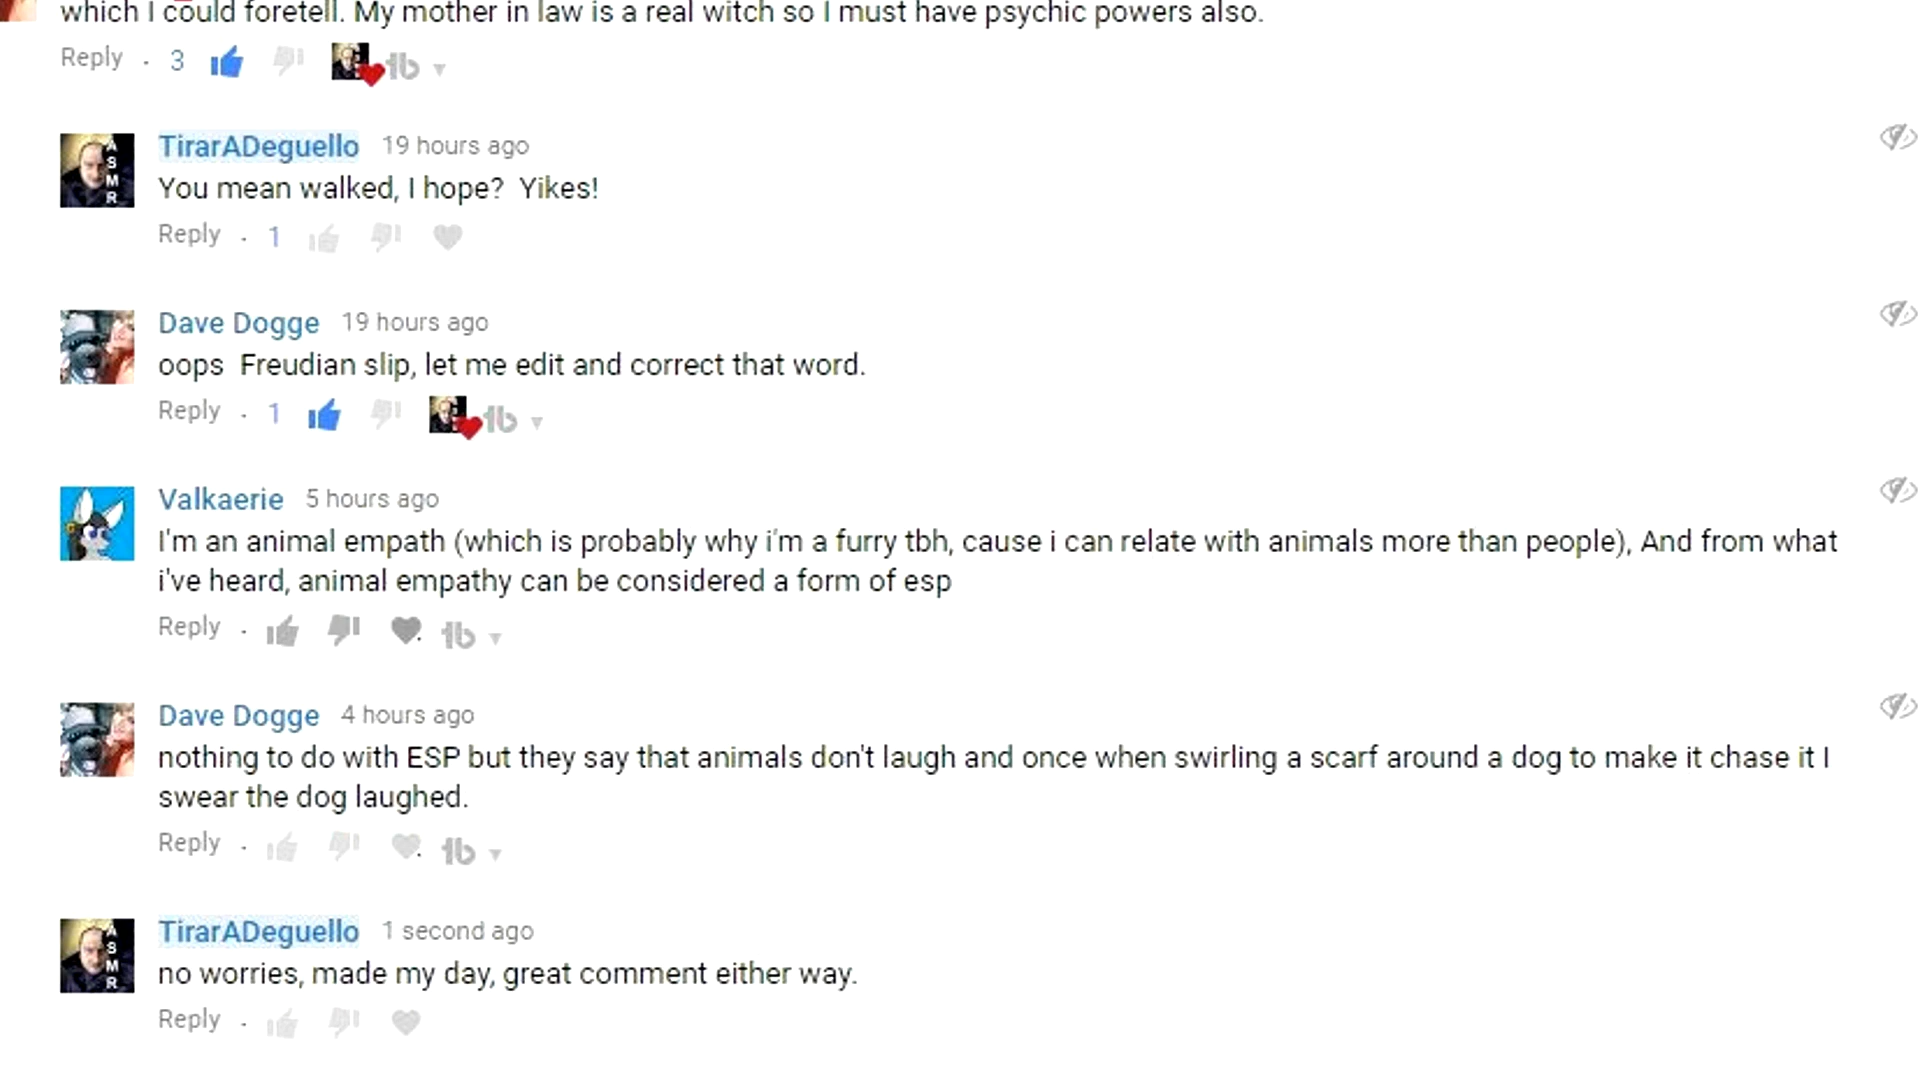 which I could foretell. My mother in law is a real witch so I must have psychic powers also.
Reply . 3
TirarADeguello 19 hours ago
You mean walked, I hope?  Yikes!
Reply . 1
Dave Dogge 19 hours ago
oops  Freudian slip, let me edit and correct that word.
Reply . 1
Valkaerie 5 hours ago
I'm an animal empath (which is probably why i'm a furry tbh, cause i can relate with animals more than people), And from what
i've heard, animal empathy can be considered a form of esp
Reply .
Dave Dogge 4 hours ago
nothing to do with ESP but they say that animals don't laugh and once when swirling a scarf around a dog to make it chase it I
swear the dog laughed.
Reply .
TirarADeguello 1 second ago
no worries, made my day, great comment either way.
Reply .
ASMR
ASMR